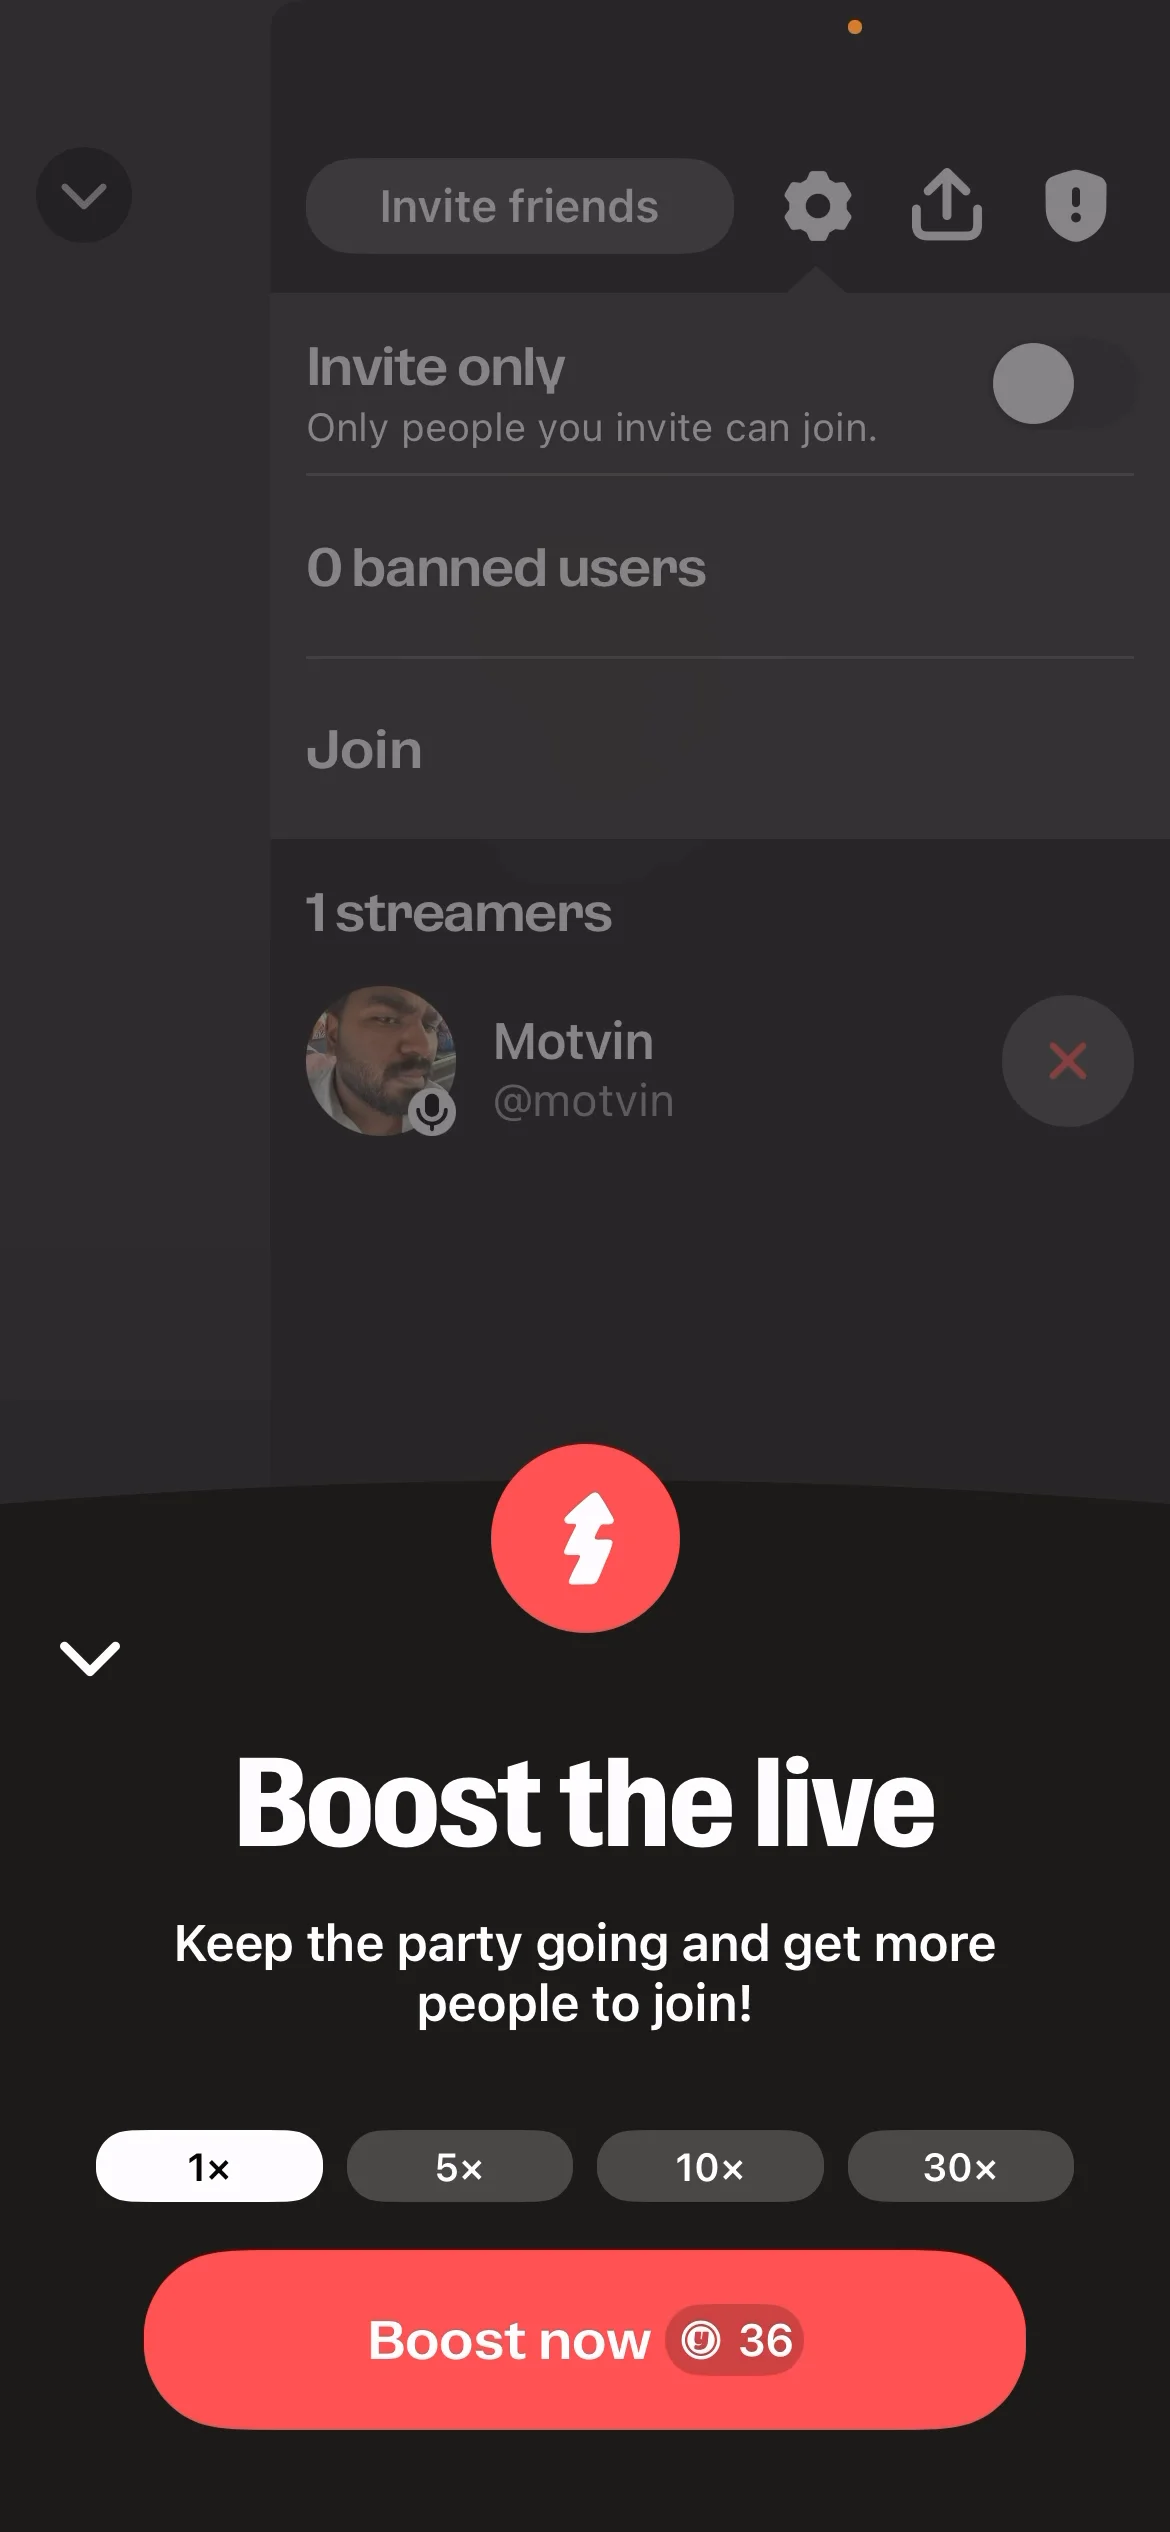 Invite friends
Invite only
Only people you invite can join.
0 banned users
Join
1 streamers
Motvin
@motvin
Boost the live
Keep the party going and get more
people to join!
1×
5×
10×
30×
Boost now 36